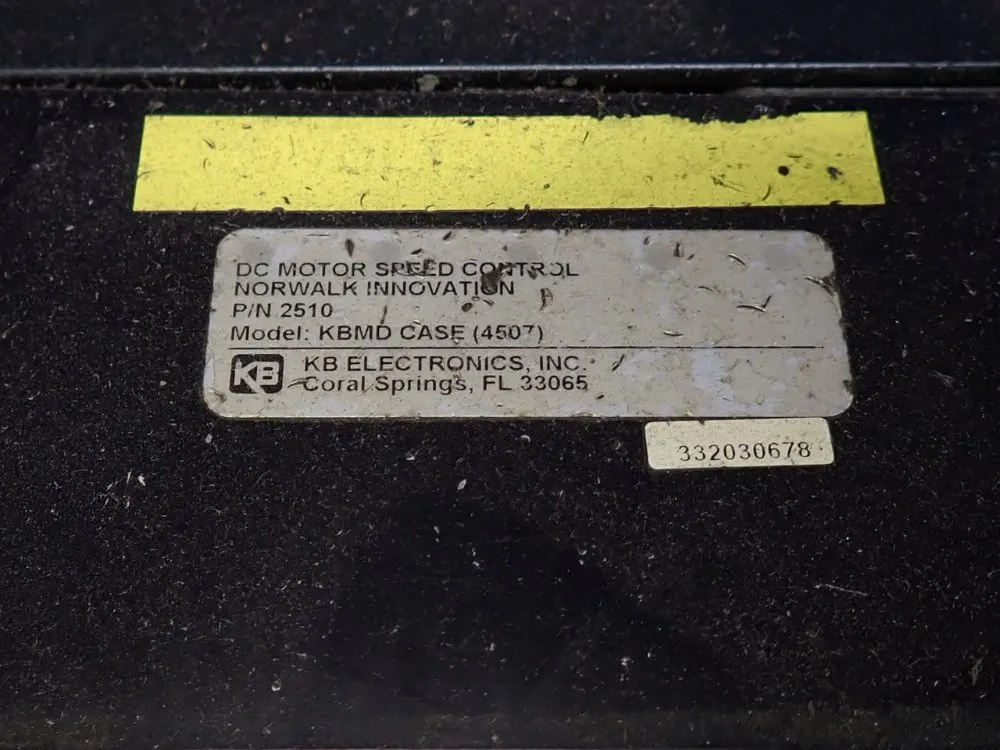 DC MOTOR SPEED CONTROL
NORWALK INNOVATION
P/N 2510
Model: KBMD CASE (4507)
KB KB ELECTRONICS, INC.
Coral Springs, FL 33065
332030678